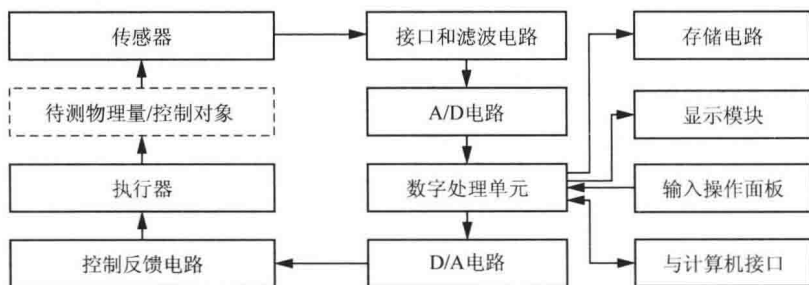 传感器
接口和滤波电路
存储电路
待测物理量/控制对象
A/D电路
显示模块
执行器
数字处理单元
输入操作面板
控制反馈电路
D/A电路
与计算机接口